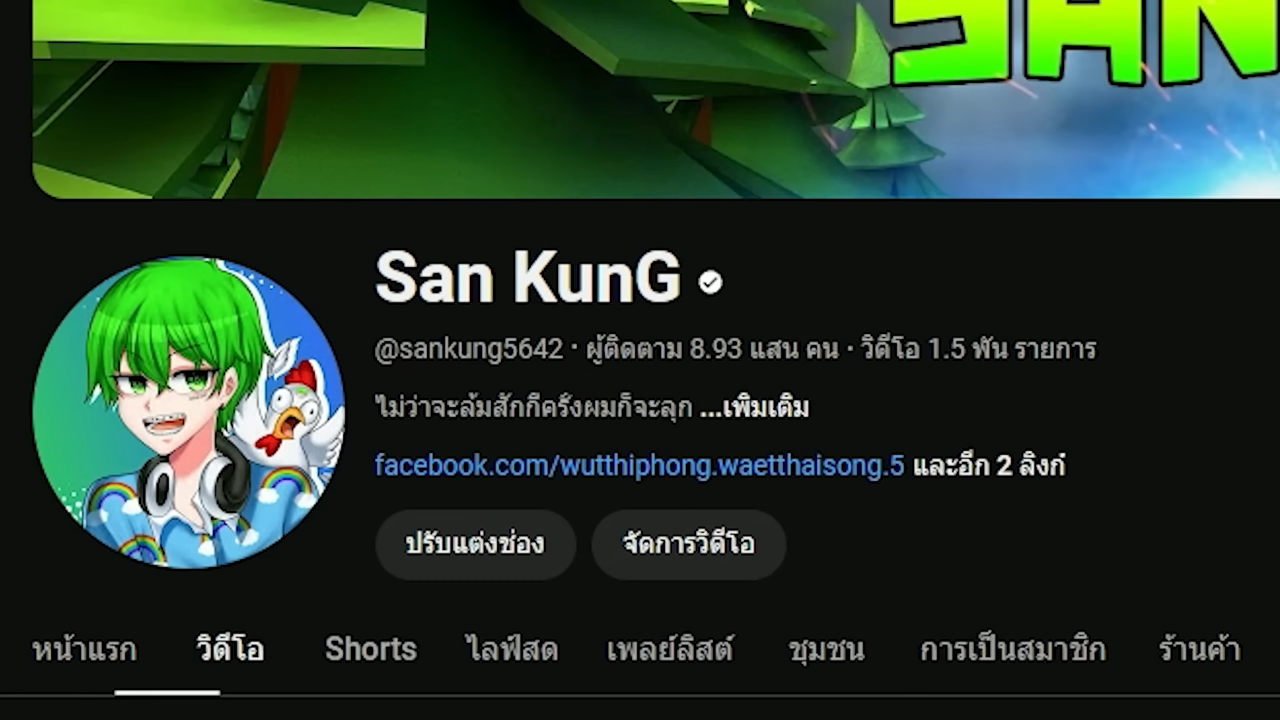 SAN
San KunG
@sankung5642 · ผู้ติดตาม 8.93 แสน คน · วิดีโอ 1.5 พัน รายการ
ไม่ว่าจะล้มสักกี่ครั้งผมก็จะลุก ...เพิ่มเติม
facebook.com/wutthiphong.waetthaisong.5 และอีก 2 ลิงก์
ปรับแต่งช่อง จัดการวิดีโอ
หน้าแรก วิดีโอ Shorts ไลฟ์สด เพลย์ลิสต์ ชุมชน การเป็นสมาชิก ร้านค้า